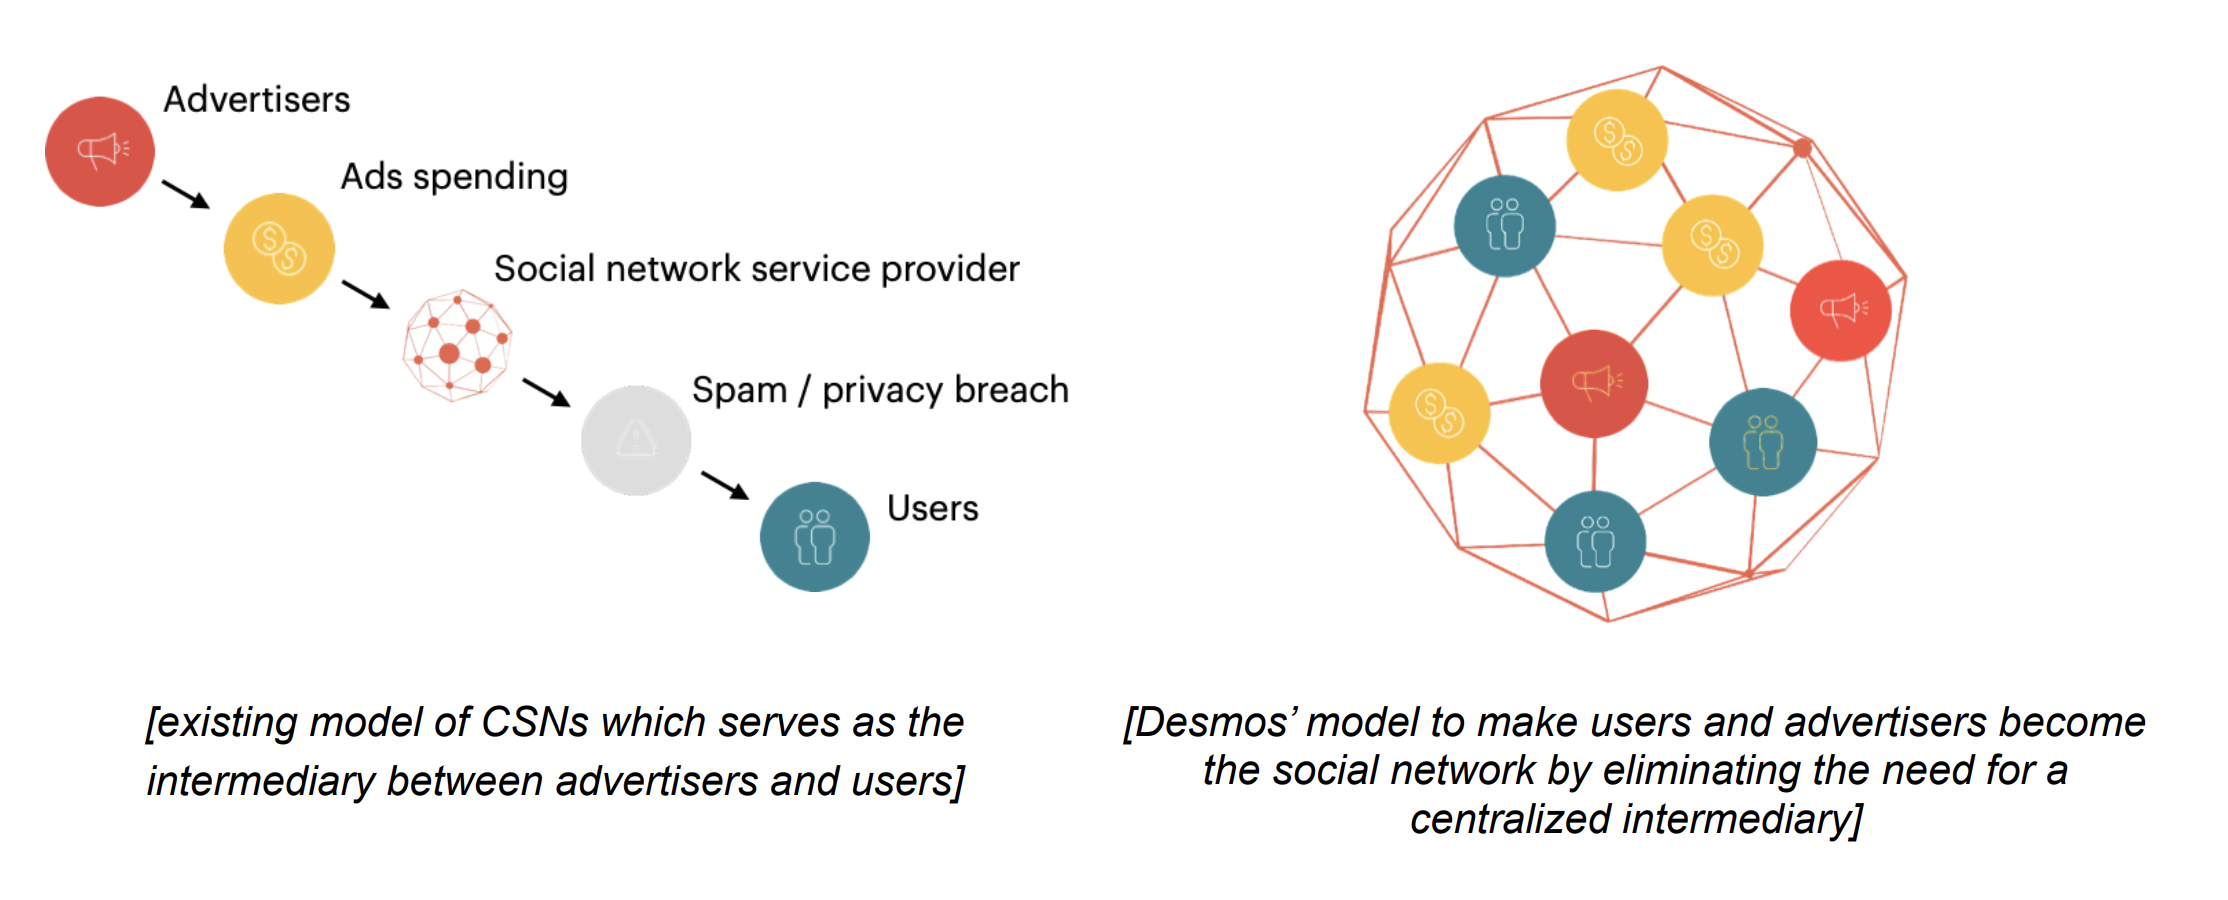 Advertisers
Ads spending
Social network service provider
Spam / privacy breach
Users
[existing model of CSNs which serves as the
intermediary between advertisers and users]
[Desmos’ model to make users and advertisers become
the social network by eliminating the need for a
centralized intermediary]